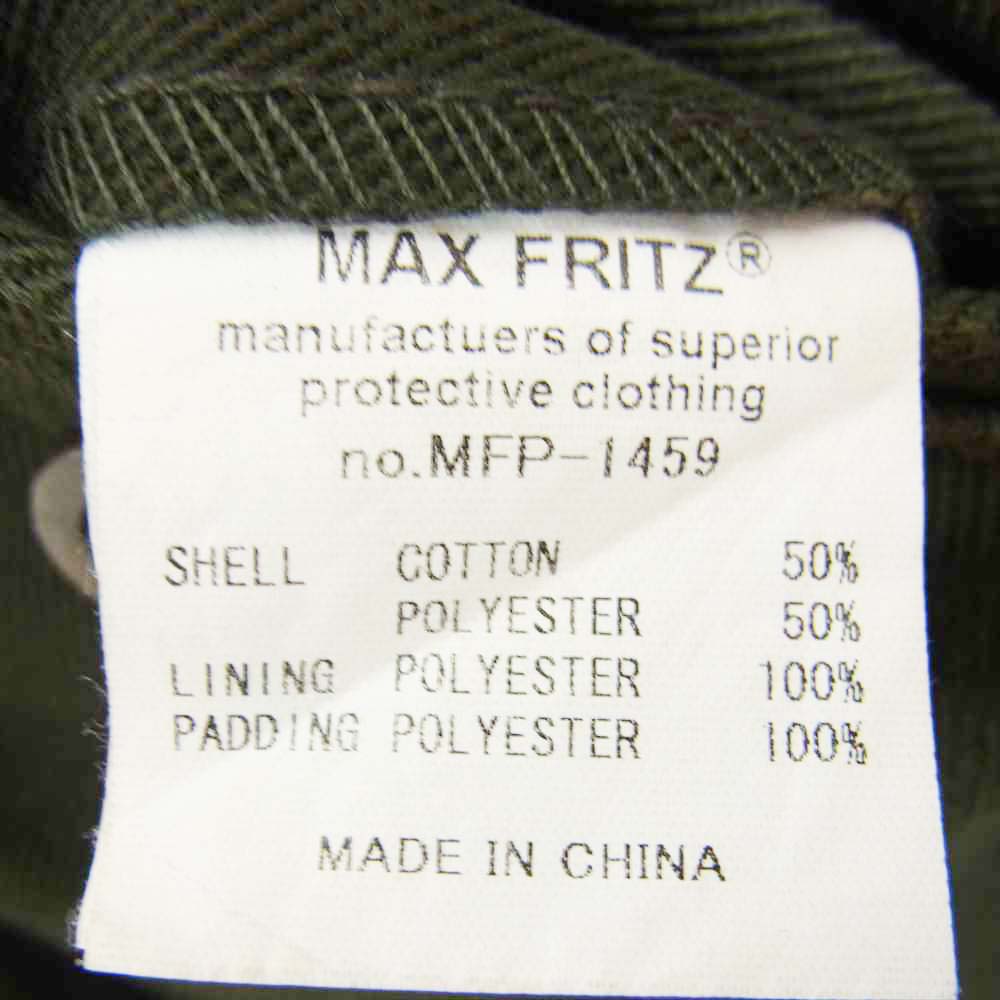 MAX FRITZ®
manufactuers of superior
protective clothing
no.MFP-1459
SHELL COTTON 50%
POLYESTER 50%
LINING POLYESTER 100%
PADDING POLYESTER 100%
MADE IN CHINA